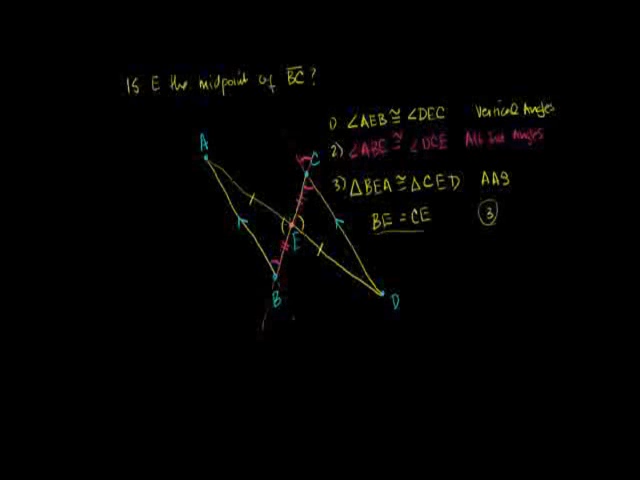 Is E the midpoint of BC?
1) ∠AEB ≅ ∠DEC Vertical Angles
2) ∠ABE ≅ ∠DCE Alt Int Angles
3) △BEA ≅ △CED AAS
BE = CE 3
A
C
E
B
D